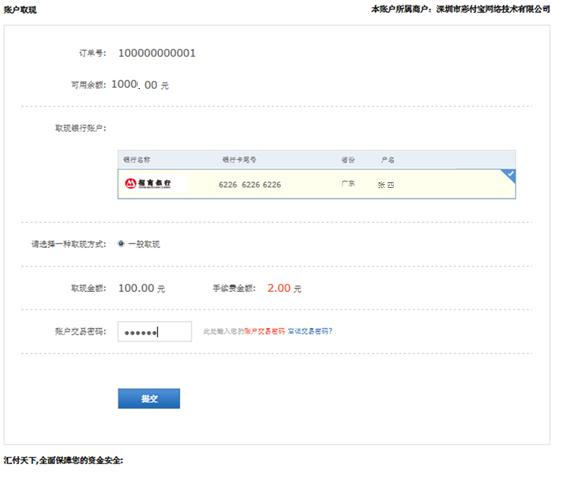 账户取现 本账户所属商户：深圳市彩付宝网络技术有限公司
订单号: 100000000001
可用余额: 1000. 00 元
取现银行账户:
银行名称 银行卡尾号 省份 户名
招商银行 6226 6226 6226 广东 张 四
请选择一种取现方式: 一般取现
取现金额: 100.00 元 手续费金额: 2.00 元
账户交易密码: ●●●●●● 此处输入您的账户交易密码 忘记交易密码?
提交
汇付天下,全面保障您的资金安全: